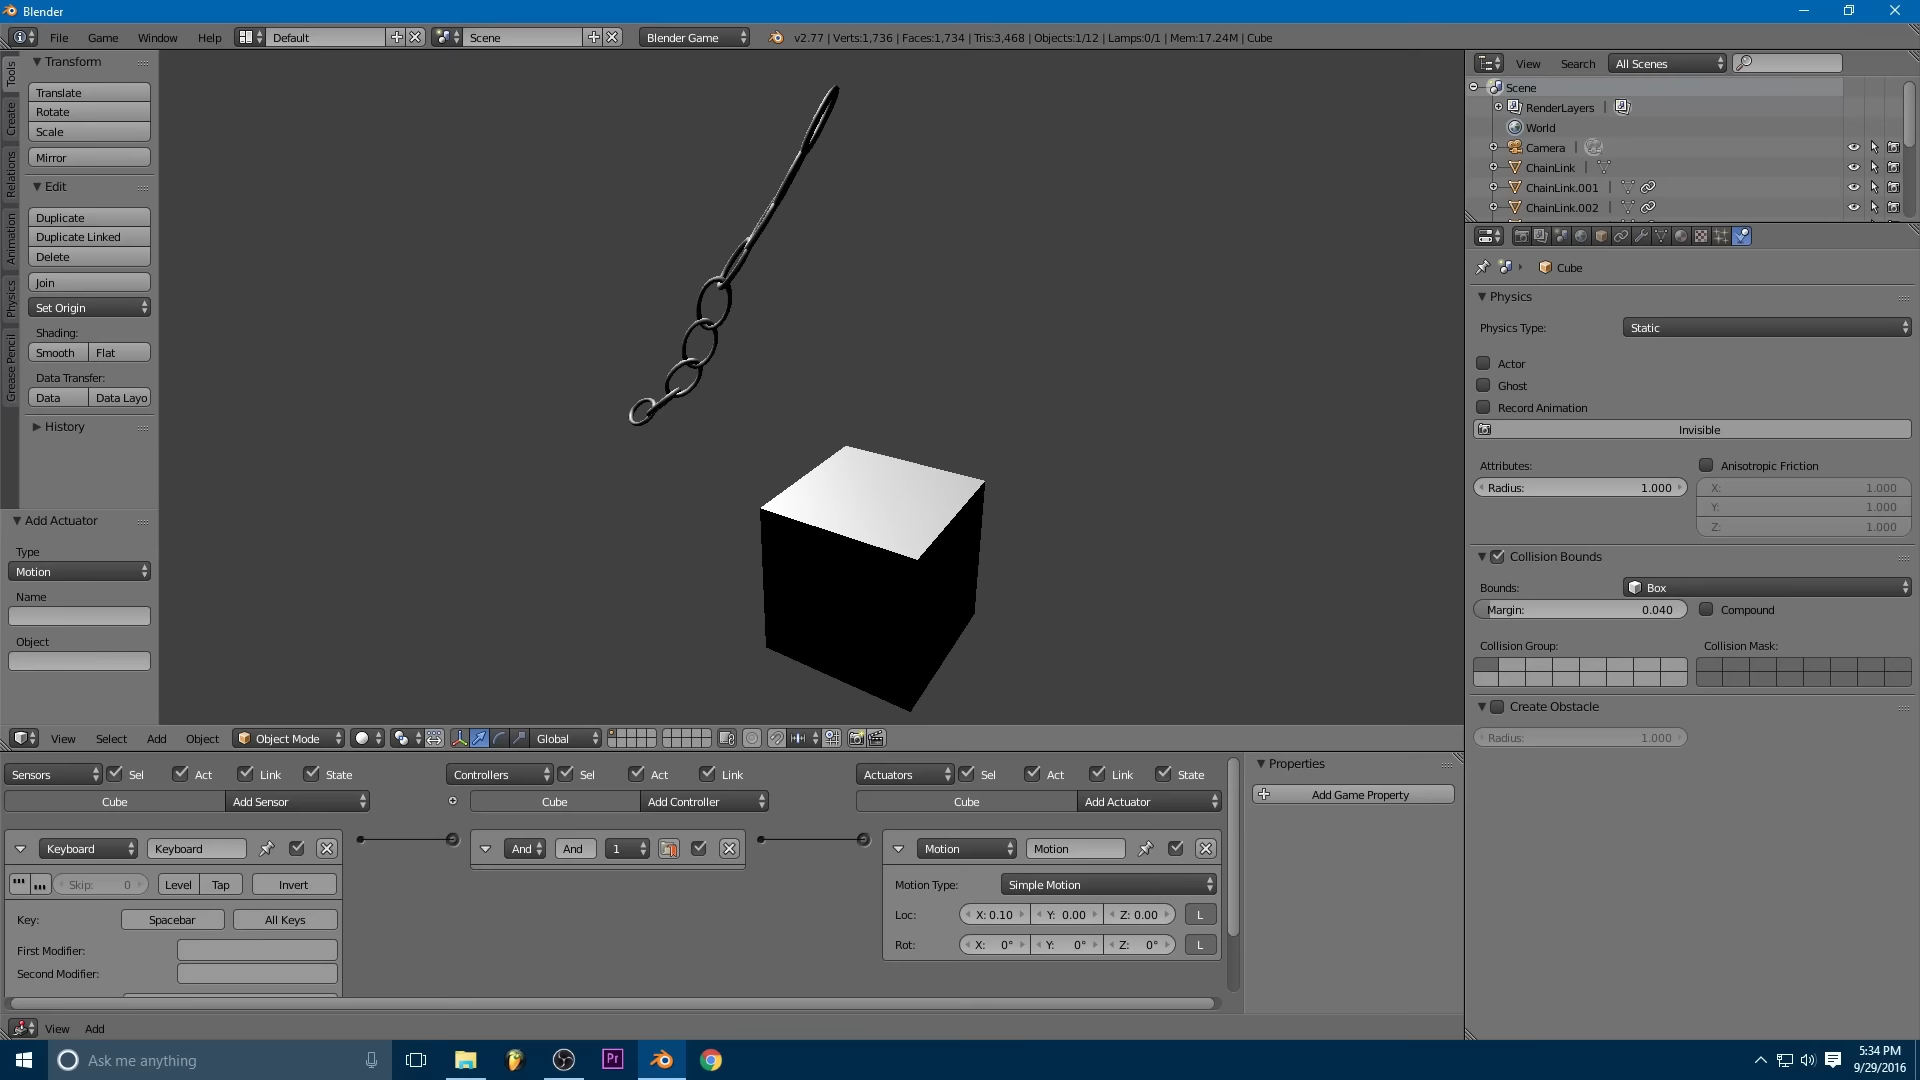 Blender
File Game Window Help Default Scene Blender Game v2.77 | Verts:1,736 | Faces:1,734 | Tris:3,468 | Objects:1/12 | Lamps:0/1 | Mem:17.24M | Cube
Tools
Create
Relations
Animation
Physics
Grease Pencil
Transform
Translate
Rotate
Scale
Mirror
Edit
Duplicate
Duplicate Linked
Delete
Join
Set Origin
Shading:
Smooth Flat
Data Transfer:
Data Data Layo
History
Add Actuator
Type
Motion
Name
Object
View Select Add Object Object Mode Global
View Search All Scenes
Scene
RenderLayers |
World
Camera |
ChainLink |
ChainLink.001 |
ChainLink.002 |
Cube
Physics
Physics Type: Static
Actor
Ghost
Record Animation
Invisible
Attributes: Anisotropic Friction
Radius: 1.000 X: 1.000
Y: 1.000
Z: 1.000
Collision Bounds
Bounds: Box
Margin: 0.040 Compound
Collision Group: Collision Mask:
Create Obstacle
Radius: 1.000
Sensors Sel Act Link State Controllers Sel Act Link Actuators Sel Act Link State
Cube Add Sensor Cube Add Controller Cube Add Actuator
Keyboard Keyboard And And 1 Motion Motion
Skip: 0 Level Tap Invert Motion Type: Simple Motion
Key: Spacebar All Keys Loc: X: 0.10 Y: 0.00 Z: 0.00 L
First Modifier: Rot: X: 0° Y: 0° Z: 0° L
Second Modifier:
Properties
Add Game Property
View Add
Ask me anything Pr
5:34 PM
9/29/2016